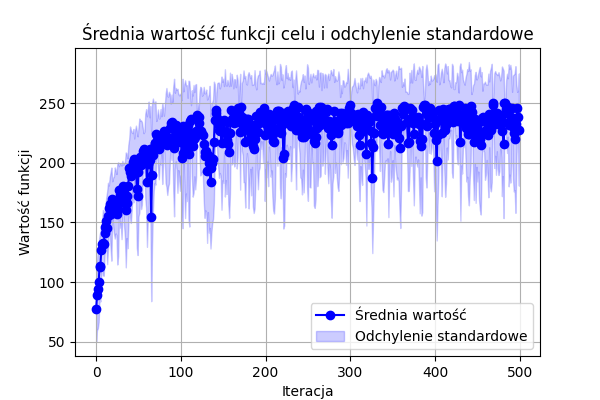 Średnia wartość funkcji celu i odchylenie standardowe
Wartość funkcji
250
200
150
100
50
0
100
200
300
400
500
Iteracja
Średnia wartość
Odchylenie standardowe